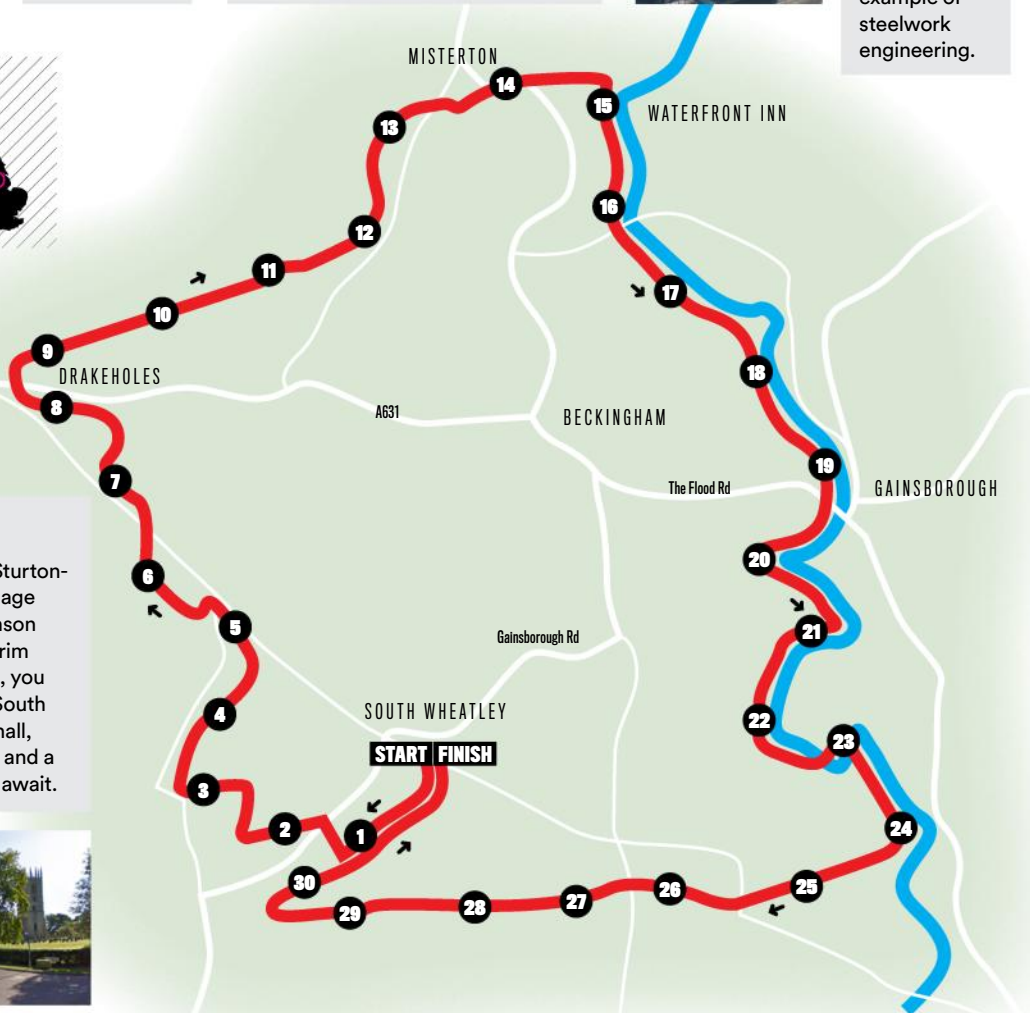 example of
steelwork
engineering.
MISTERTON
14
15
WATERFRONT INN
13
16
12
11
17
10
9
DRAKEHOLES
18
8
A631
BECKINGHAM
19
7
The Flood Rd
GAINSBOROUGH
20
6
Sturton-
age
nson
rim
, you
South
hall,
and a
await.
5
21
Gainsborough Rd
4
SOUTH WHEATLEY
22
23
START FINISH
3
2
1
24
30
29
28
27
26
25